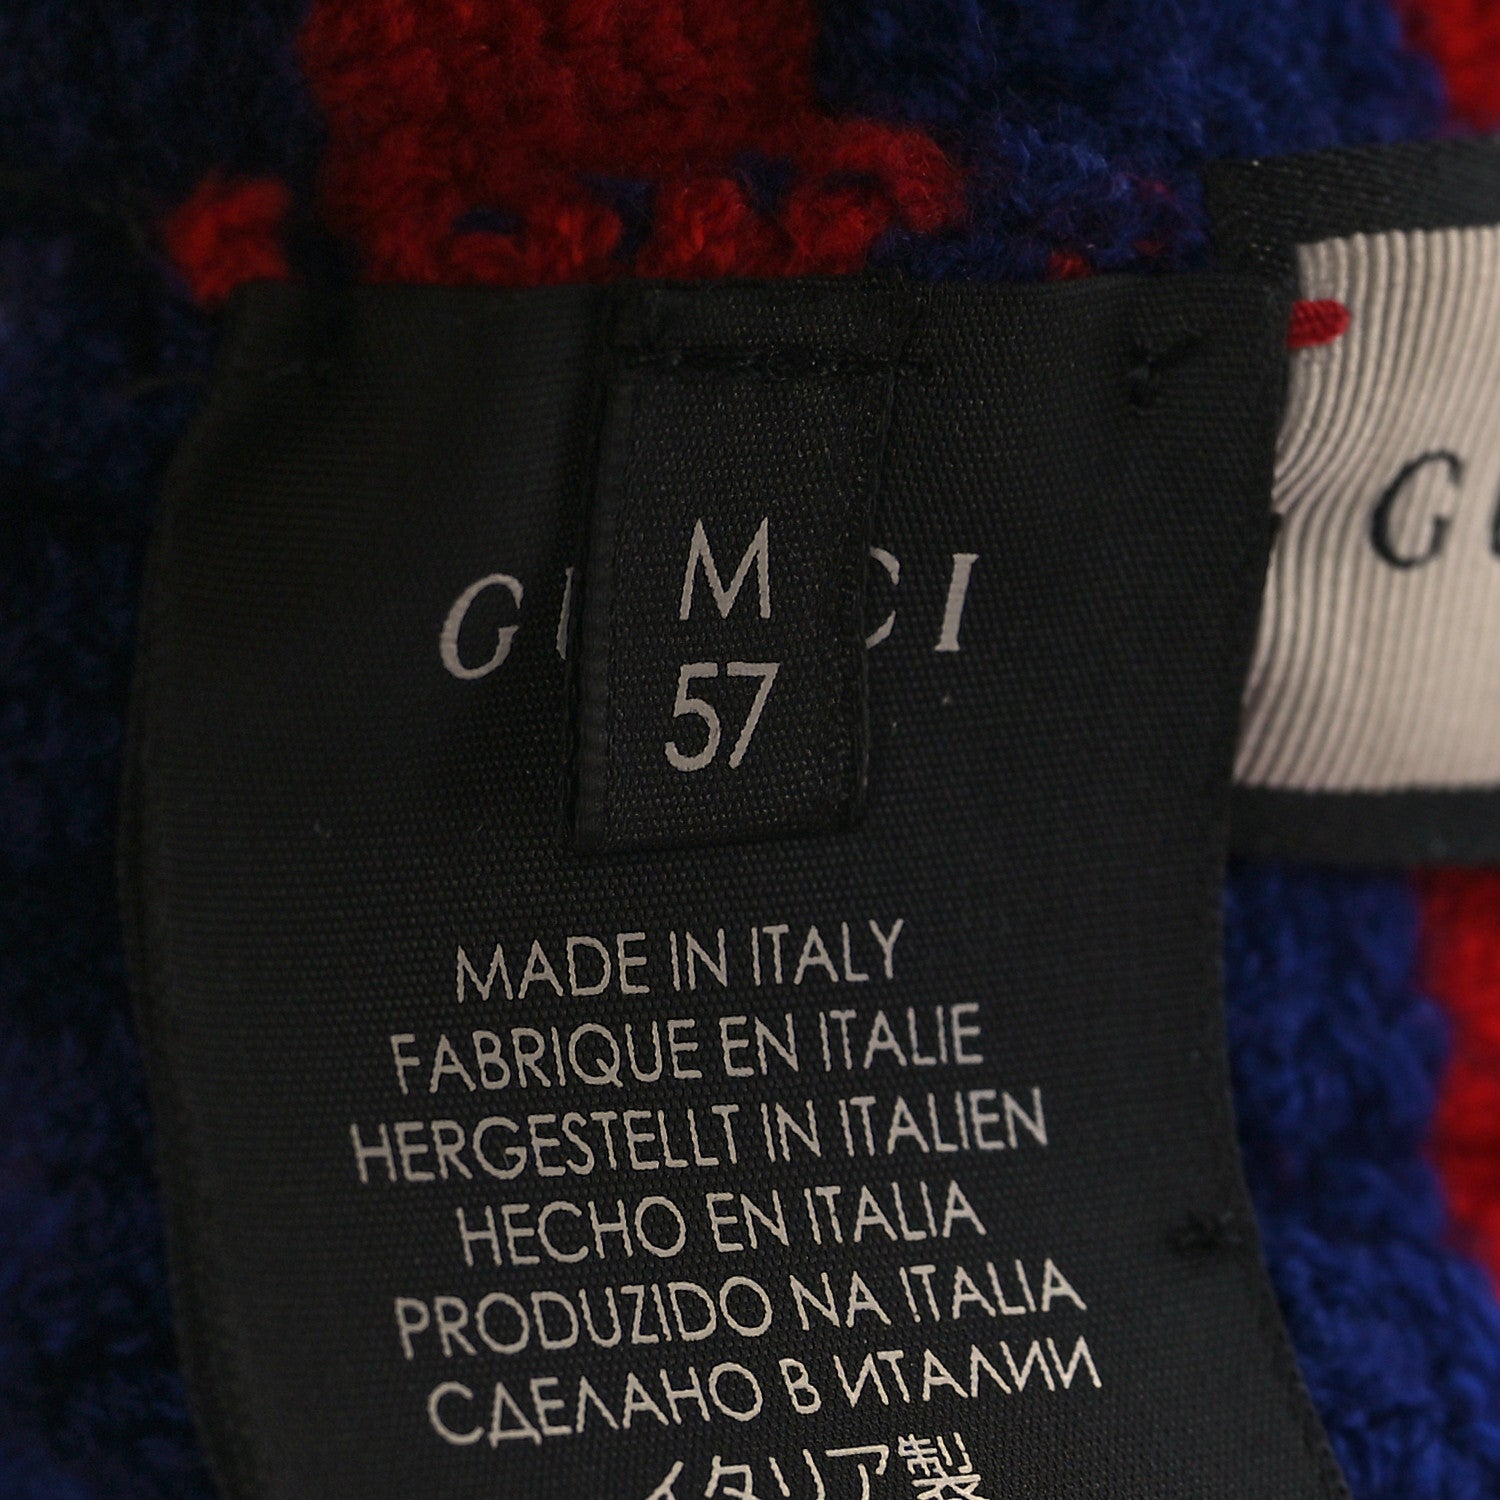 M
57
MADE IN ITALY
FABRIQUE EN ITALIE
HERGESTELLT IN ITALIEN
HECHO EN ITALIA
PRODUZIDO NA ITALIA
СДЕЛАНО В ИТАЛИИ
イタリア製